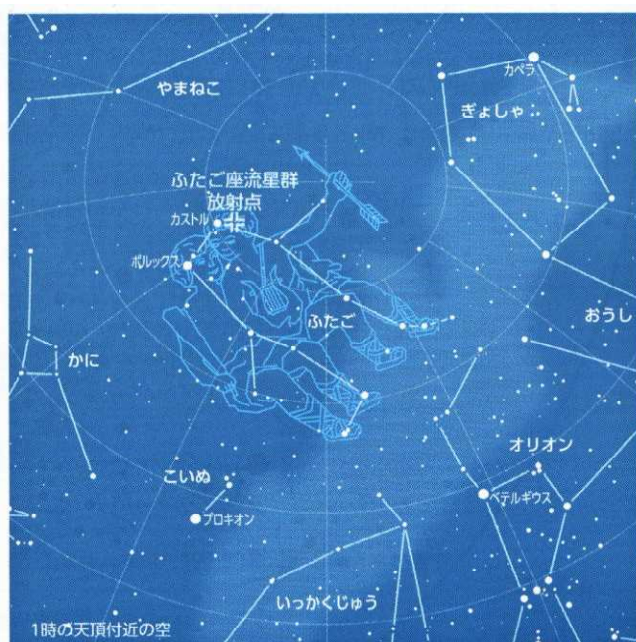 カペラ
やまねこ
ぎょしゃ
ふたご座流星群
放射点
カストル
ポルックス
ふたご
おうし
かに
オリオン
こいぬ
ベテルギウス
プロキオン
いっかくじゅう
1時の天頂付近の空